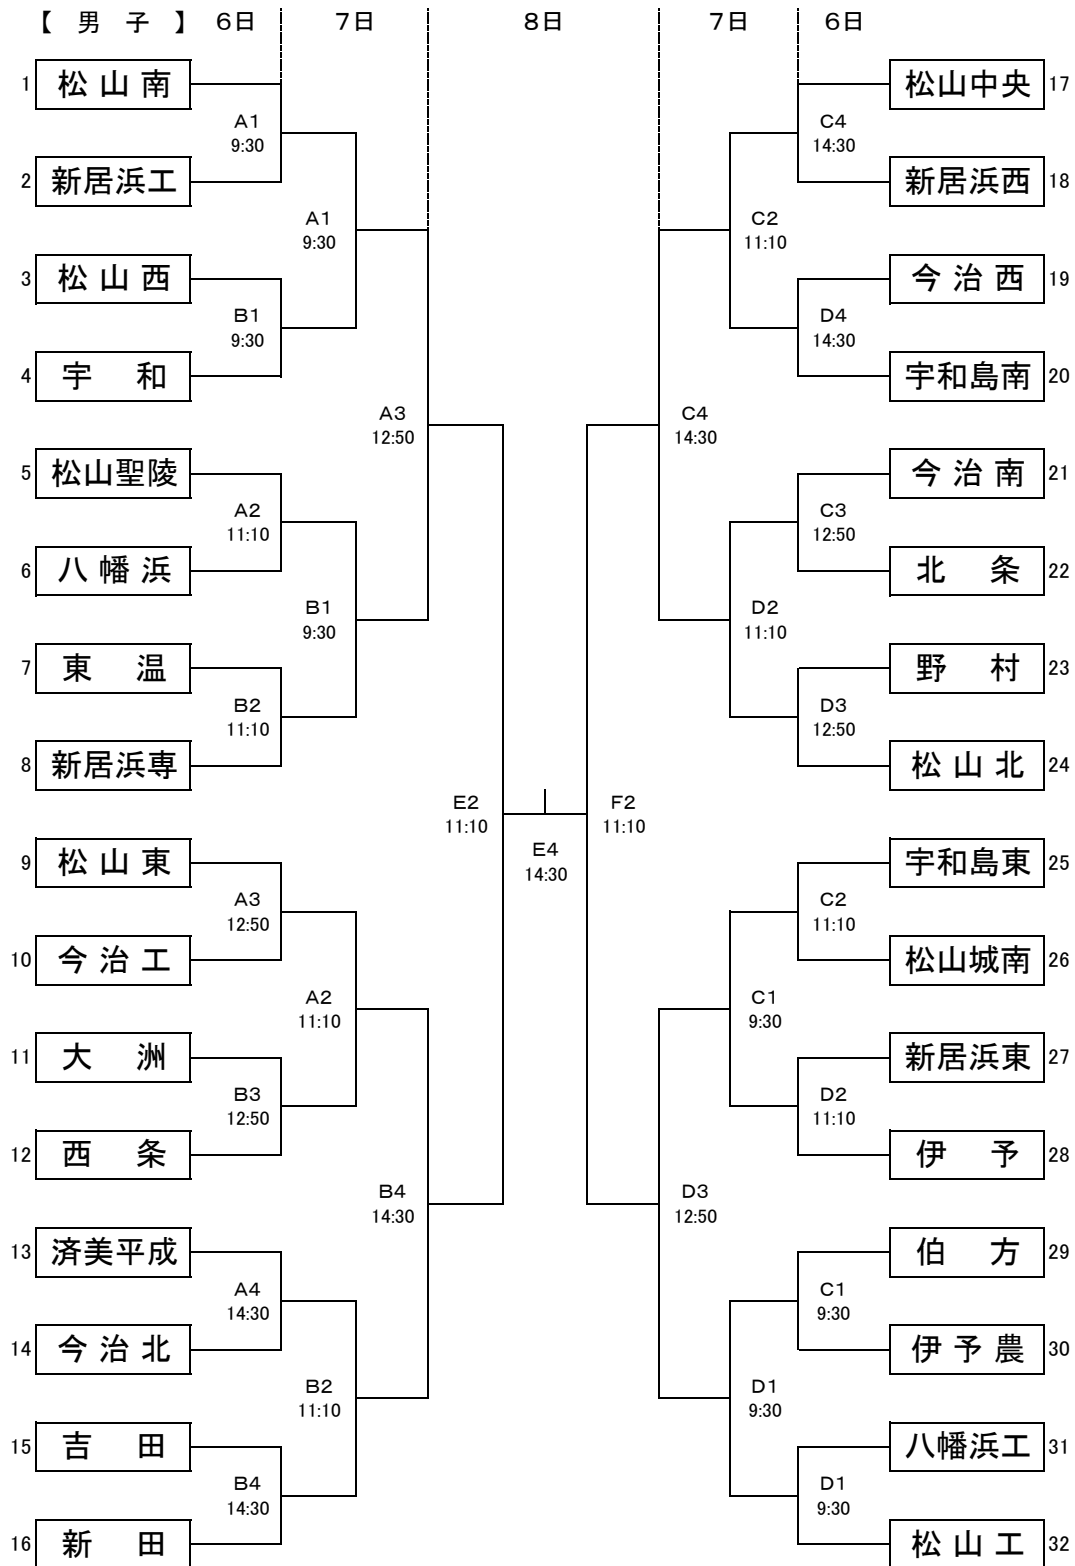 【 男 子 】 6日 7日 8日 7日 6日
1 松山南 松山中央 17
A1 C4
9:30 14:30
2 新居浜工 新居浜西 18
A1 C2
9:30 11:10
3 松山西 今治西 19
B1 D4
9:30 14:30
4 宇 和 宇和島南 20
A3 C4
12:50 14:30
5 松山聖陵 今治南 21
A2 C3
11:10 12:50
6 八幡浜 北 条 22
B1 D2
9:30 11:10
7 東 温 野 村 23
B2 D3
11:10 12:50
8 新居浜専 松山北 24
E2 F2
11:10 11:10
E4
14:30
9 松山東 宇和島東 25
A3 C2
12:50 11:10
10 今治工 松山城南 26
A2 C1
11:10 9:30
11 大 洲 新居浜東 27
B3 D2
12:50 11:10
12 西 条 伊 予 28
B4 D3
14:30 12:50
13 済美平成 伯 方 29
A4 C1
14:30 9:30
14 今治北 伊予農 30
B2 D1
11:10 9:30
15 吉 田 八幡浜工 31
B4 D1
14:30 9:30
16 新 田 松山工 32